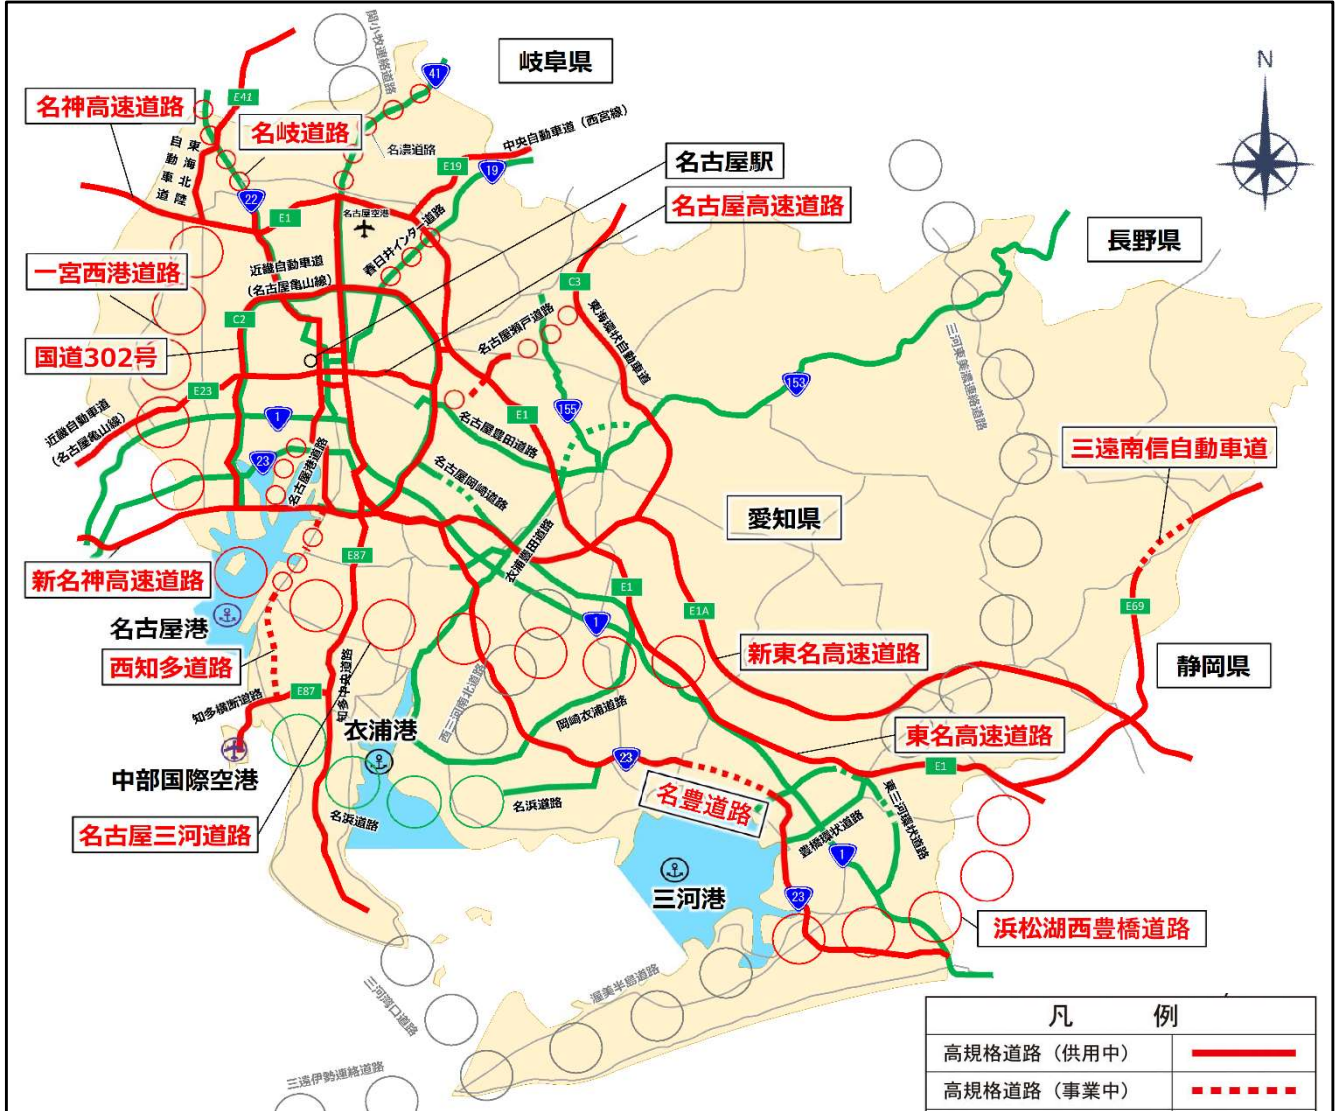 関小牧連絡道路
岐阜県
N
41
E41
名神高速道路
名岐道路
東海北陸
自動車道
名濃道路
中央自動車道（西宮線）
E19
19
名古屋駅
22
E1
名古屋空港
名古屋高速道路
春日井インター道路
長野県
近畿自動車道
（名古屋亀山線）
一宮西港道路
C3
C2
名古屋瀬戸道路
東海環状自動車道
三河東美濃連絡道路
国道302号
E23
153
1
E1
155
近畿自動車道
（名古屋亀山線）
名古屋豊田道路
三遠南信自動車道
23
名古屋港道路
名古屋岡崎道路
愛知県
衣浦豊田道路
E87
新名神高速道路
E1
E1A
E69
名古屋港
1
西知多道路
新東名高速道路
静岡県
知多横断道路
E87
知多中央道路
西三河南北道路
岡崎衣浦道路
衣浦港
東名高速道路
中部国際空港
23
E1
名豊道路
東三河環状道路
名古屋三河道路
名浜道路
名浜道路
豊橋環状道路
1
三河港
23
浜松湖西豊橋道路
三河湾口道路
渥美半島道路
三遠伊勢連絡道路
凡 例
高規格道路（供用中）
高規格道路（事業中）